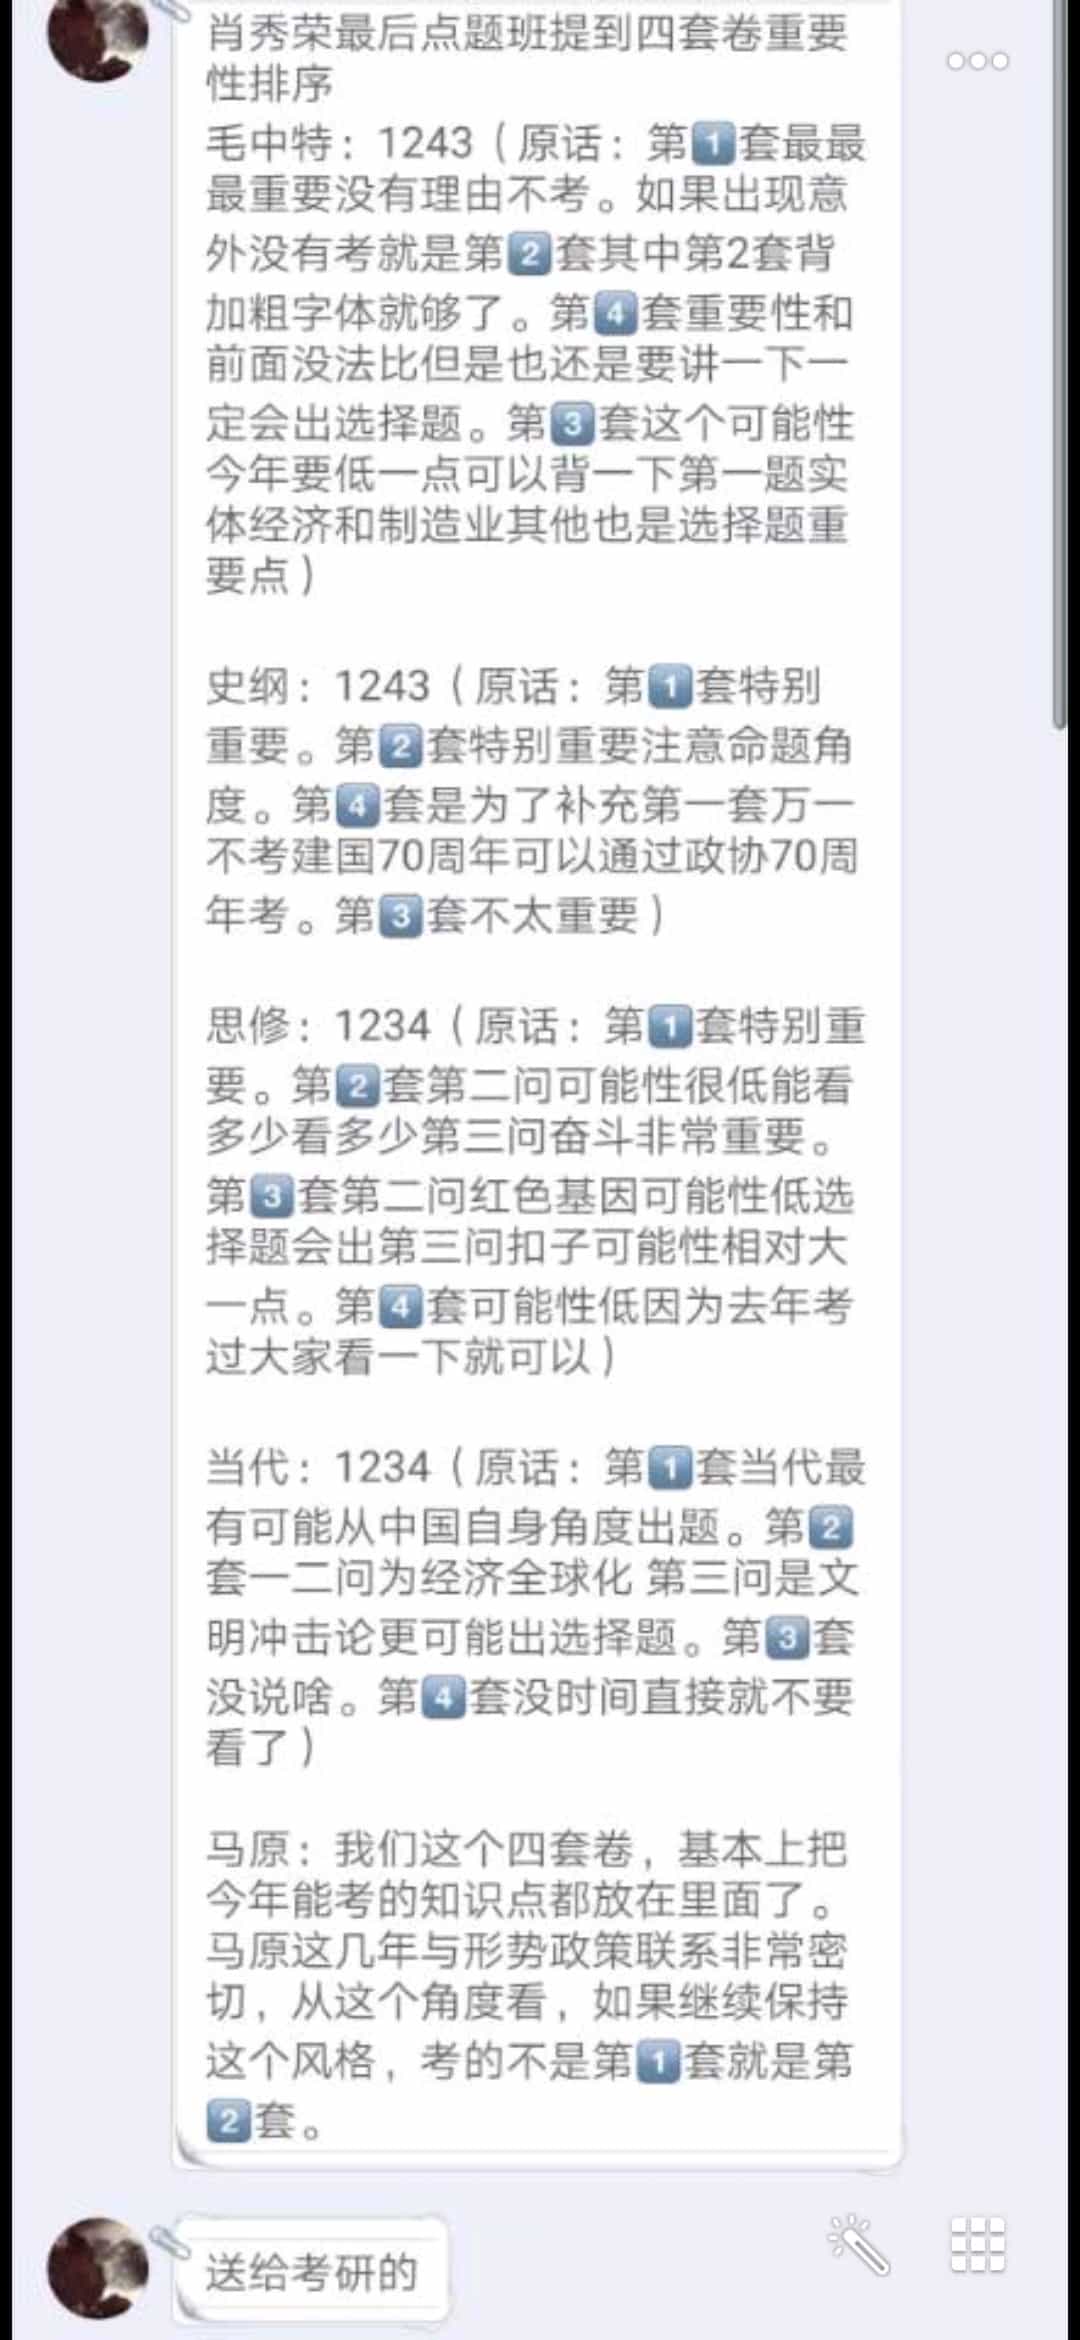 肖秀荣最后点题班提到四套卷重要
性排序
毛中特：1243（原话：第1️⃣套最最
最重要没有理由不考。如果出现意
外没有考就是第2️⃣套其中第2套背
加粗字体就够了。第4️⃣套重要性和
前面没法比但是也还是要讲一下一
定会出选择题。第3️⃣套这个可能性
今年要低一点可以背一下第一题实
体经济和制造业其他也是选择题重
要点）
史纲：1243（原话：第1️⃣套特别
重要。第2️⃣套特别重要注意命题角
度。第4️⃣套是为了补充第一套万一
不考建国70周年可以通过政协70周
年考。第3️⃣套不太重要）
思修：1234（原话：第1️⃣套特别重
要。第2️⃣套第二问可能性很低能看
多少看多少第三问奋斗非常重要。
第3️⃣套第二问红色基因可能性低选
择题会出第三问扣子可能性相对大
一点。第4️⃣套可能性低因为去年考
过大家看一下就可以）
当代：1234（原话：第1️⃣套当代最
有可能从中国自身角度出题。第2️⃣
套一二问为经济全球化 第三问是文
明冲击论更可能出选择题。第3️⃣套
没说啥。第4️⃣套没时间直接就不要
看了）
马原：我们这个四套卷，基本上把
今年能考的知识点都放在里面了。
马原这几年与形势政策联系非常密
切，从这个角度看，如果继续保持
这个风格，考的不是第1️⃣套就是第
2️⃣套。
送给考研的